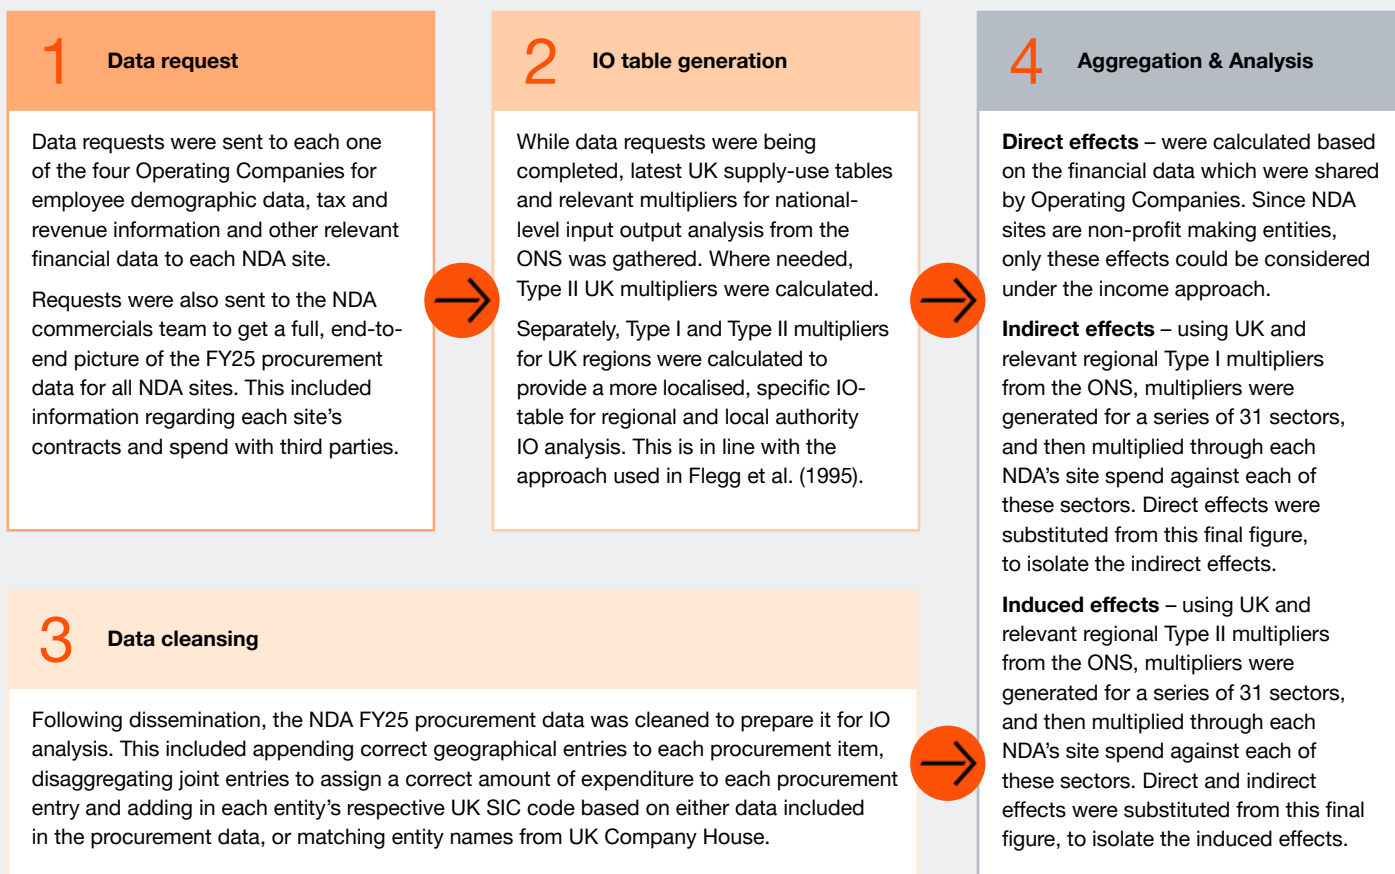 1 Data request
Data requests were sent to each one
of the four Operating Companies for
employee demographic data, tax and
revenue information and other relevant
financial data to each NDA site.
Requests were also sent to the NDA
commercials team to get a full, end-to-
end picture of the FY25 procurement
data for all NDA sites. This included
information regarding each site's
contracts and spend with third parties.
2 IO table generation
While data requests were being
completed, latest UK supply-use tables
and relevant multipliers for national-
level input output analysis from the
ONS was gathered. Where needed,
Type II UK multipliers were calculated.
Separately, Type I and Type II multipliers
for UK regions were calculated to
provide a more localised, specific IO-
table for regional and local authority
IO analysis. This is in line with the
approach used in Flegg et al. (1995).
3 Data cleansing
Following dissemination, the NDA FY25 procurement data was cleaned to prepare it for IO
analysis. This included appending correct geographical entries to each procurement item,
disaggregating joint entries to assign a correct amount of expenditure to each procurement
entry and adding in each entity's respective UK SIC code based on either data included
in the procurement data, or matching entity names from UK Company House.
4 Aggregation & Analysis
Direct effects – were calculated based
on the financial data which were shared
by Operating Companies. Since NDA
sites are non-profit making entities,
only these effects could be considered
under the income approach.
Indirect effects – using UK and
relevant regional Type I multipliers
from the ONS, multipliers were
generated for a series of 31 sectors,
and then multiplied through each
NDA's site spend against each of
these sectors. Direct effects were
substituted from this final figure,
to isolate the indirect effects.
Induced effects – using UK and
relevant regional Type II multipliers
from the ONS, multipliers were
generated for a series of 31 sectors,
and then multiplied through each
NDA's site spend against each of
these sectors. Direct and indirect
effects were substituted from this final
figure, to isolate the induced effects.